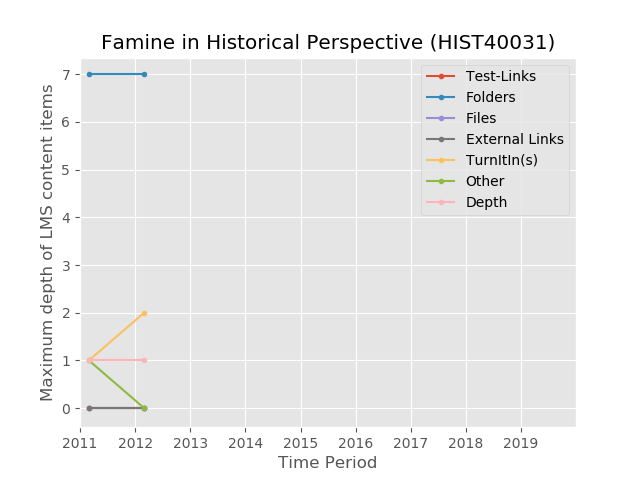 Famine in Historical Perspective (HIST40031)
Maximum depth of LMS content items
7
6
5
4
3
2
1
0
Test-Links
Folders
Files
External Links
TurnItIn(s)
Other
Depth
2011 2012 2013 2014 2015 2016 2017 2018 2019
Time Period